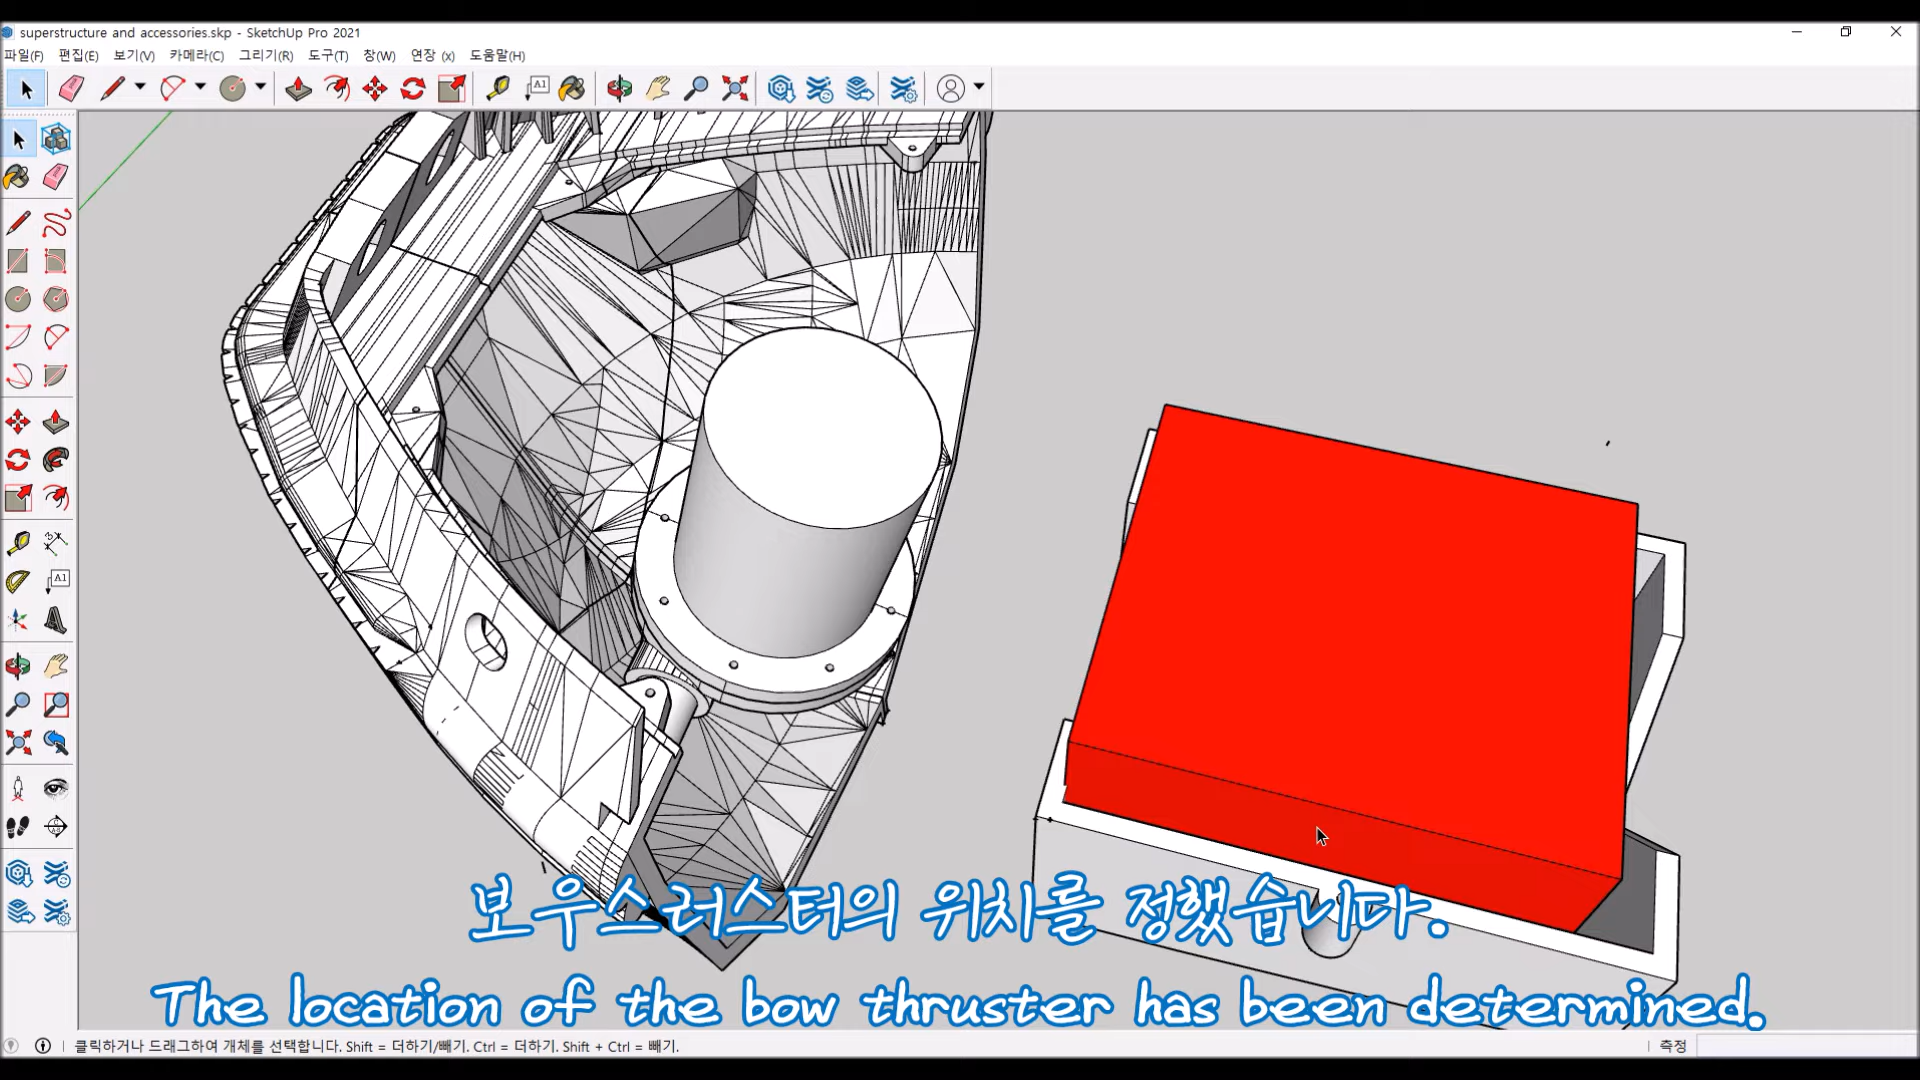 superstructure and accessories.skp - SketchUp Pro 2021
파일(F) 편집(E) 보기(V) 카메라(C) 그리기(R) 도구(T) 창(W) 연장 (x) 도움말(H)
A1
A1
보우스러스터의 위치를 정했습니다.
The location of the bow thruster has been determined.
클릭하거나 드래그하여 개체를 선택합니다. Shift = 더하기/빼기. Ctrl = 더하기. Shift + Ctrl = 빼기.
측정